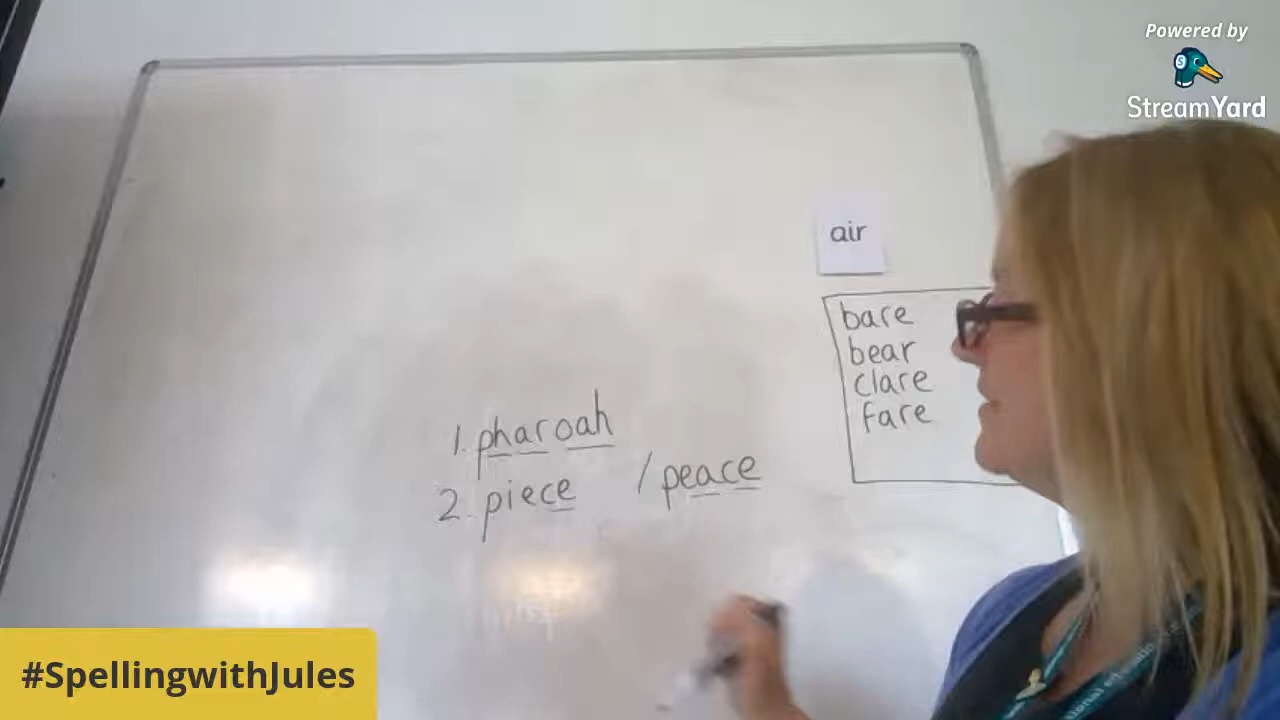 Powered by
StreamYard
air
bare
bear
clare
fare
1. pharoah
2. piece / peace
#SpellingwithJules